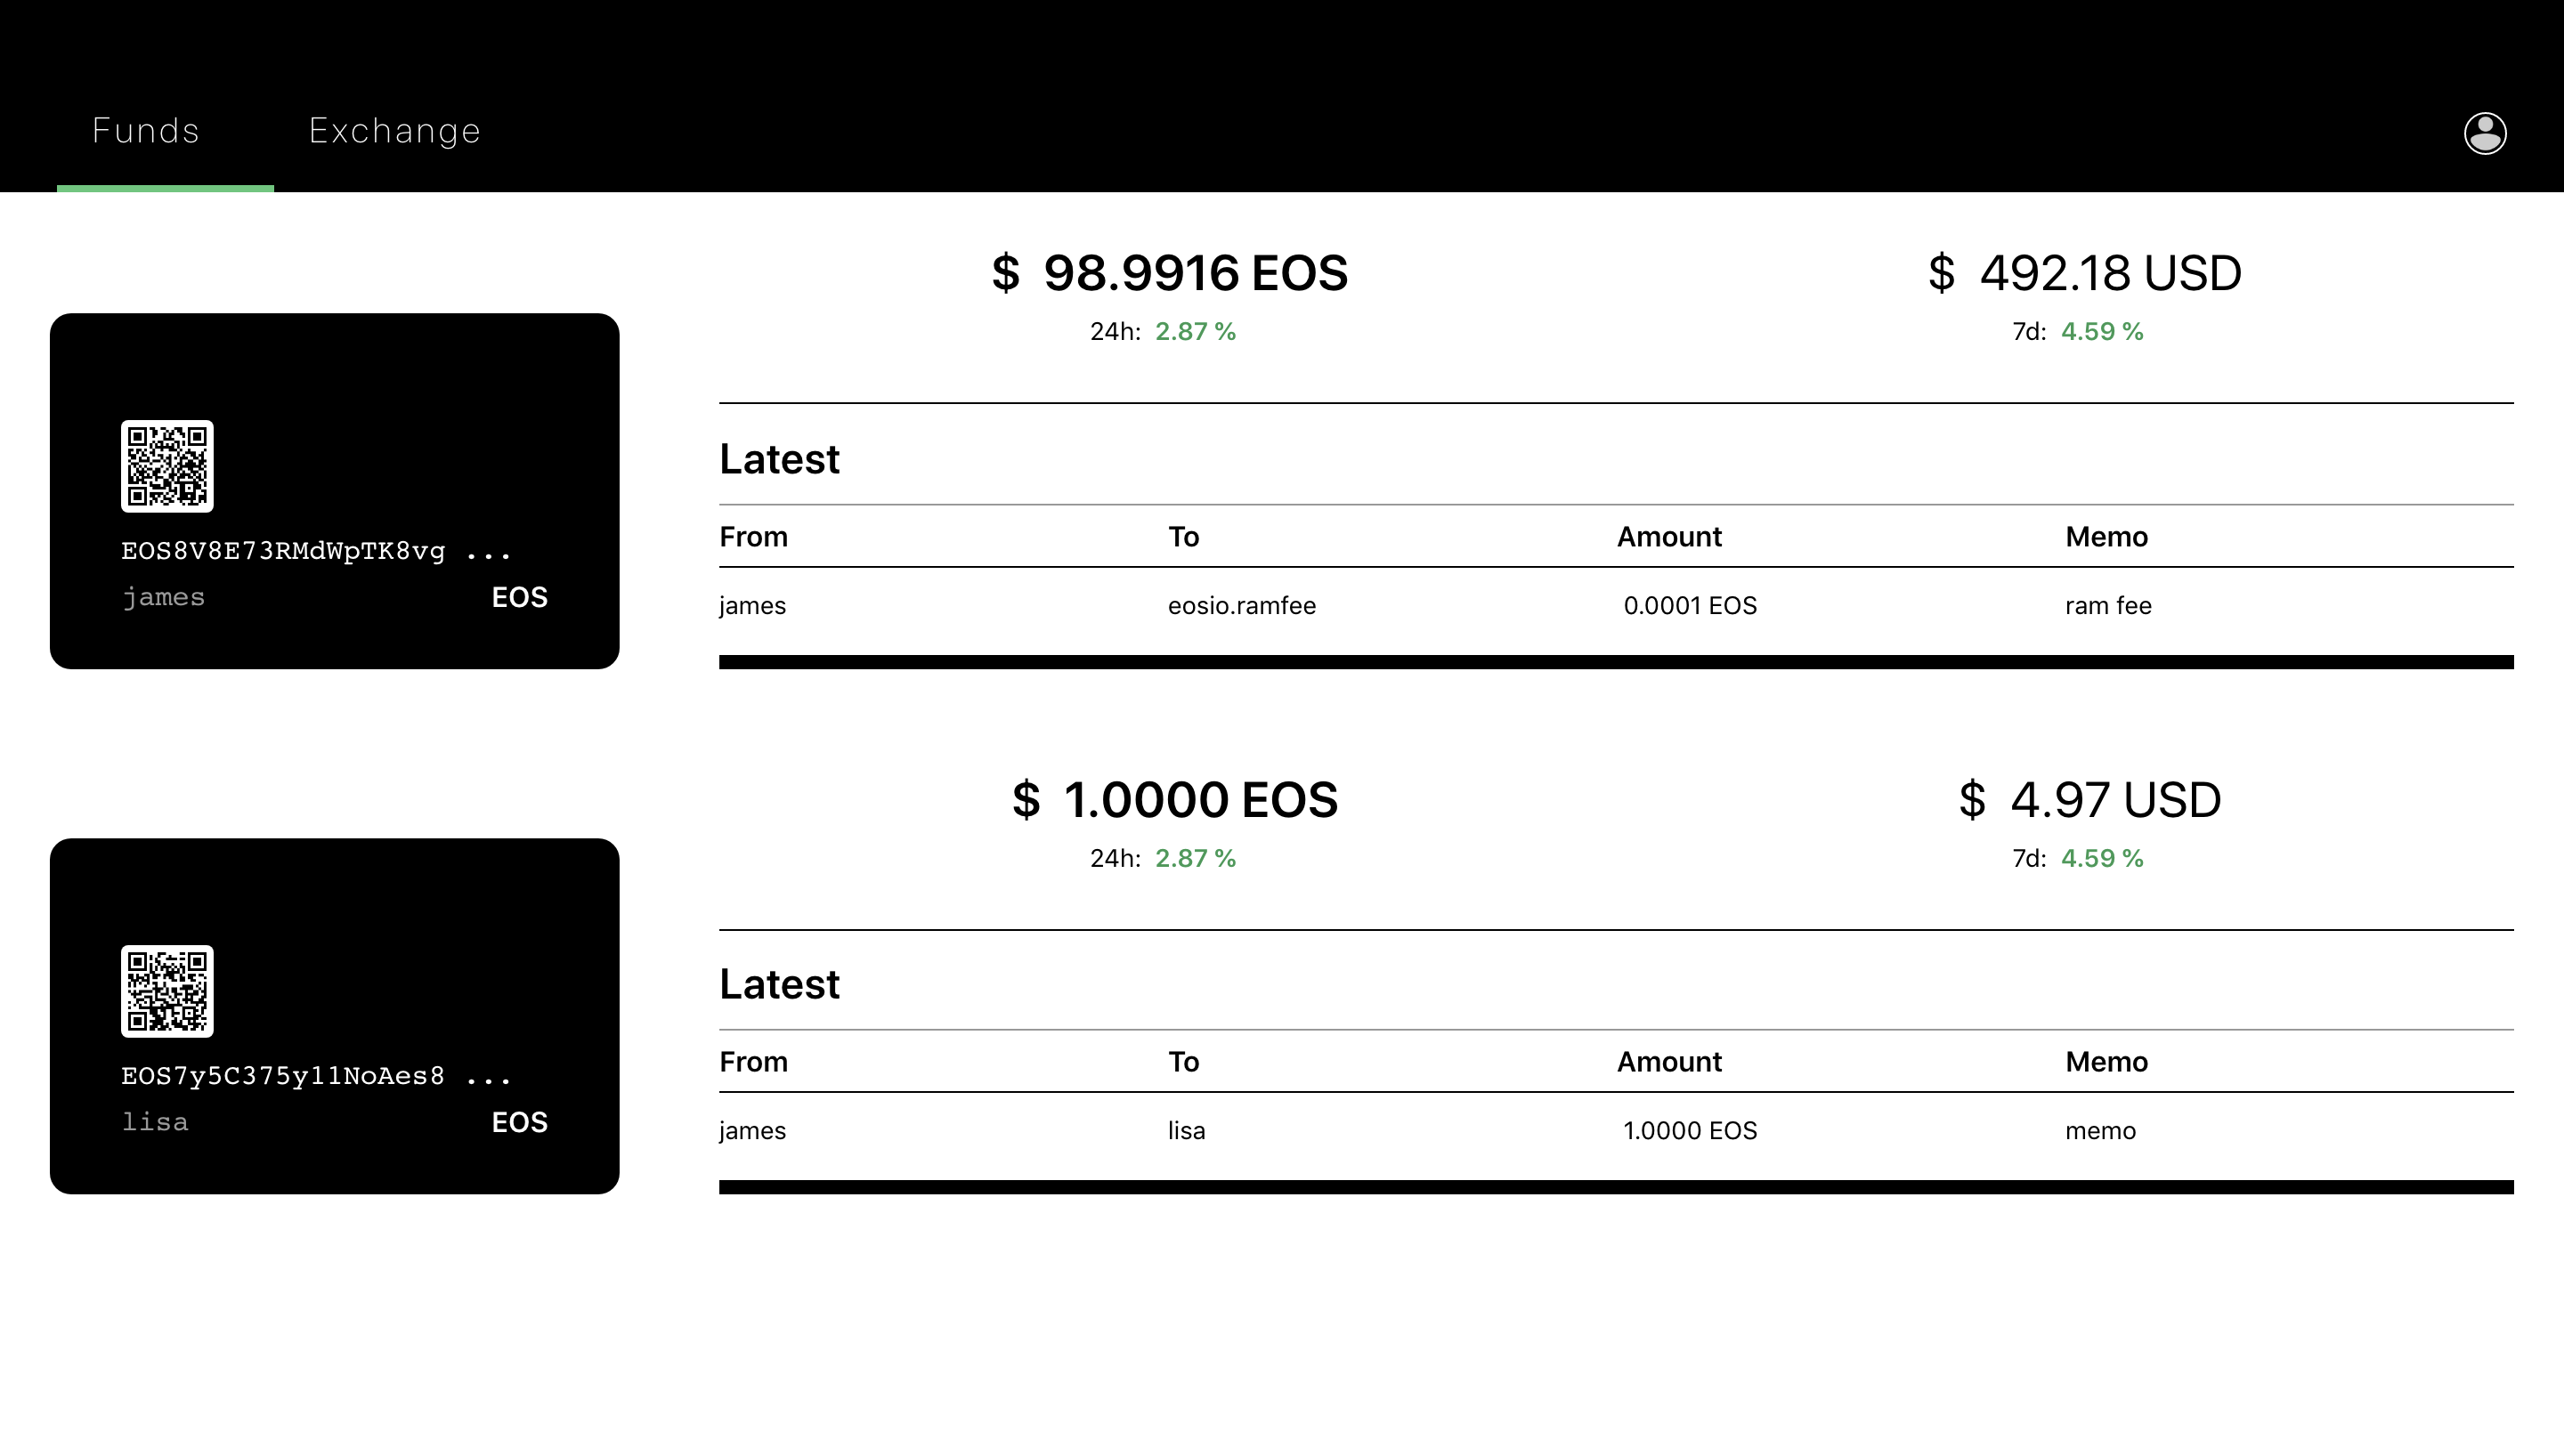 Funds Exchange
$ 98.9916 EOS $ 492.18 USD
24h: 2.87 % 7d: 4.59 %
EOS8V8E73RMdWpTK8vg ...
james EOS
Latest
From To Amount Memo
james eosio.ramfee 0.0001 EOS ram fee
$ 1.0000 EOS $ 4.97 USD
24h: 2.87 % 7d: 4.59 %
EOS7y5C375y11NoAes8 ...
lisa EOS
Latest
From To Amount Memo
james lisa 1.0000 EOS memo